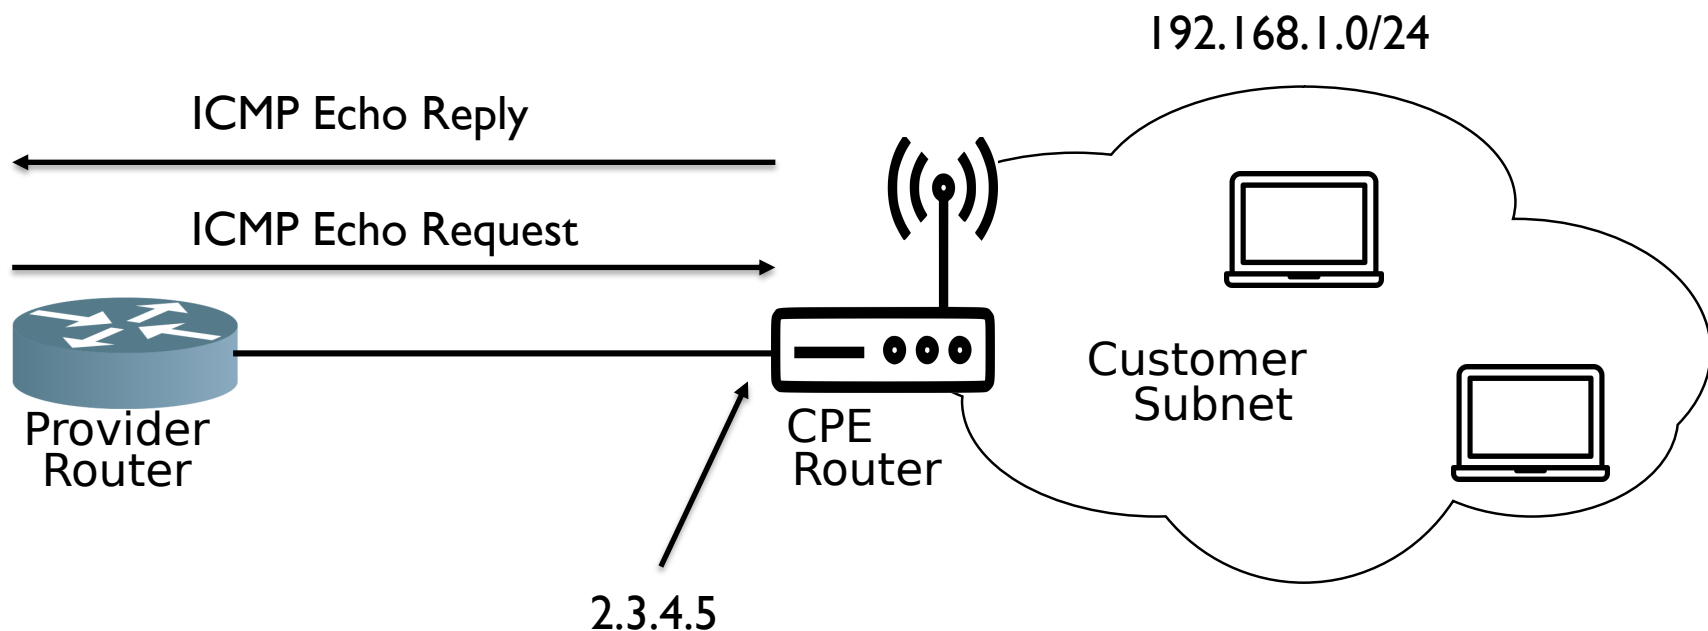 192.168.1.0/24
ICMP Echo Reply
ICMP Echo Request
Provider
Router
CPE
Router
Customer
Subnet
2.3.4.5